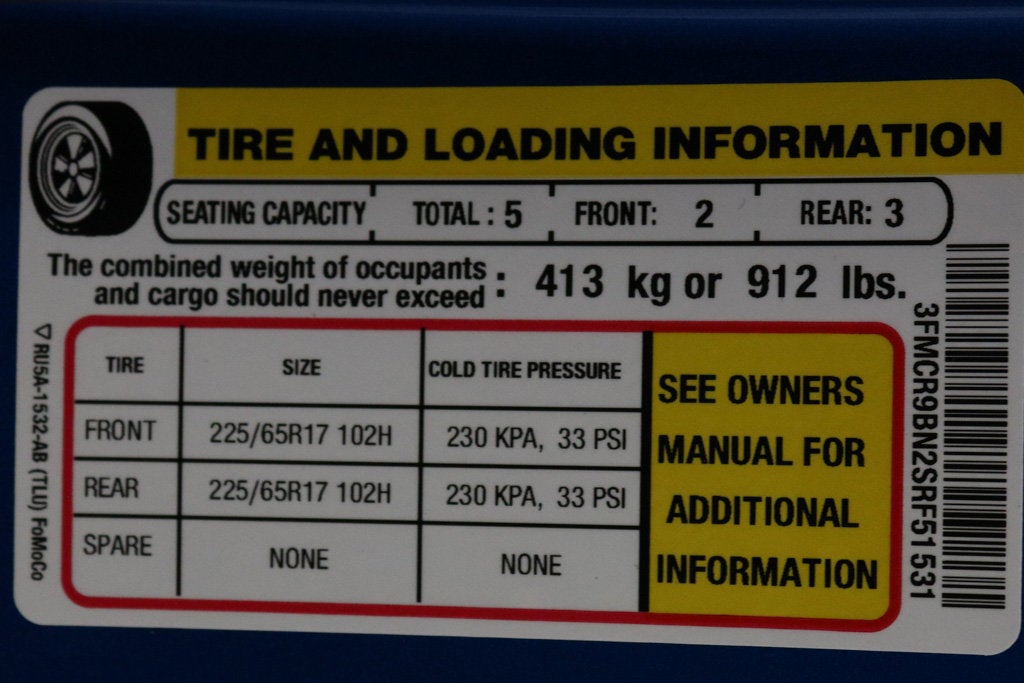 TIRE AND LOADING INFORMATION
SEATING CAPACITY TOTAL : 5 FRONT: 2 REAR: 3
The combined weight of occupants
and cargo should never exceed : 413 kg or 912 lbs.
TIRE SIZE COLD TIRE PRESSURE
FRONT 225/65R17 102H 230 KPA, 33 PSI
REAR 225/65R17 102H 230 KPA, 33 PSI
SPARE NONE NONE
SEE OWNERS
MANUAL FOR
ADDITIONAL
INFORMATION
RU5A-1532-AB (TLU) FoMoCo
3FMCR9BN2SRF51531